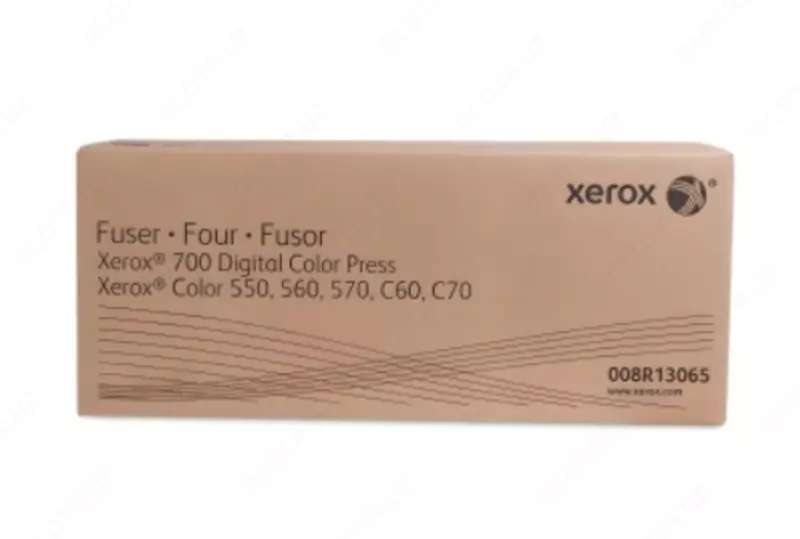 xerox®
Fuser • Four • Fusor
Xerox® 700 Digital Color Press
Xerox® Color 550, 560, 570, C60, C70
008R13065
www.xerox.com